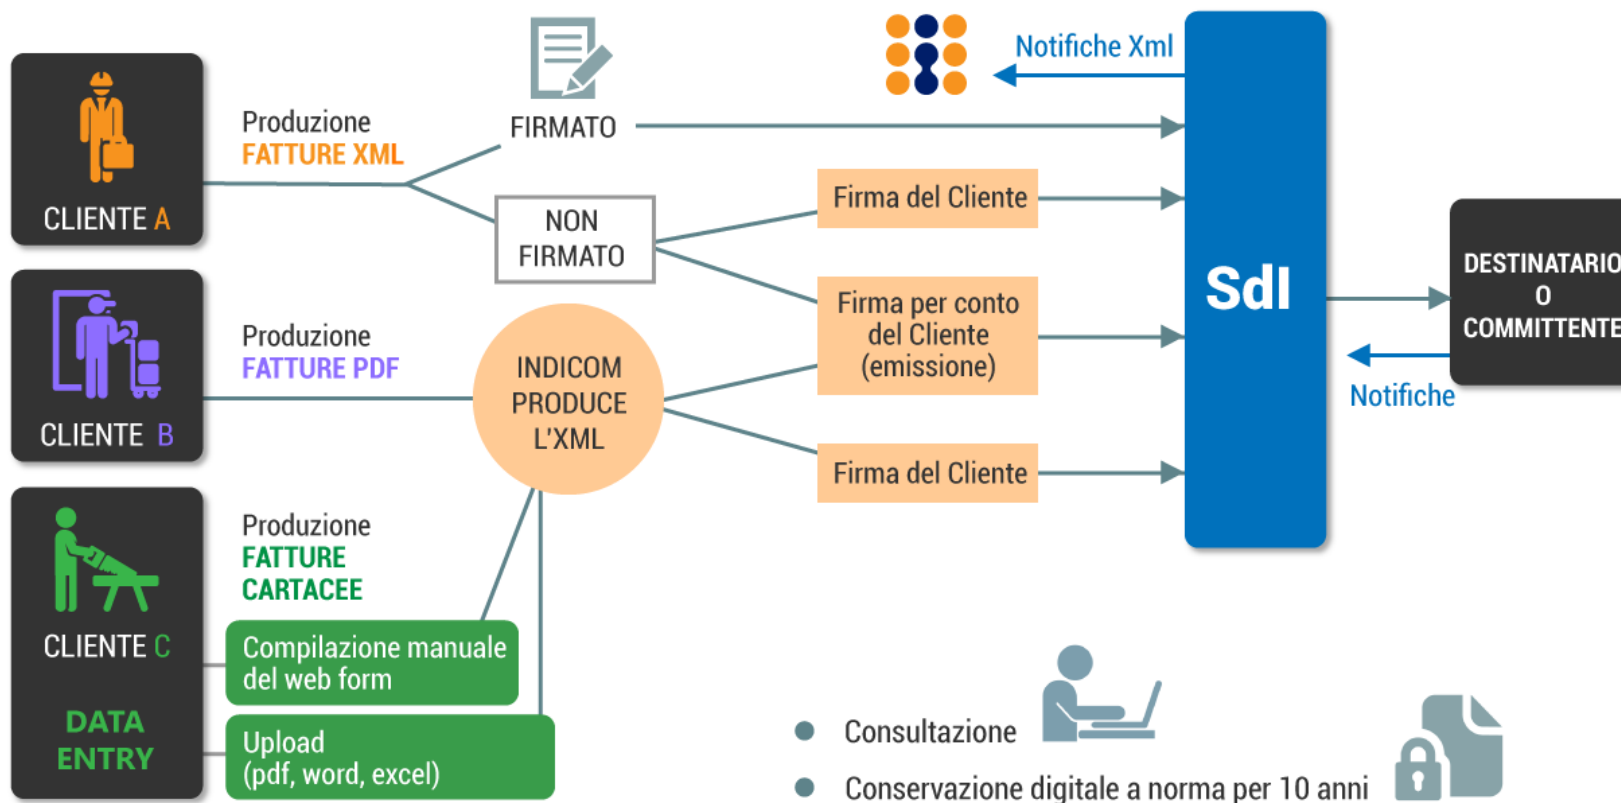 CLIENTE A
Produzione
FATTURE XML
FIRMATO
NON
FIRMATO
Firma del Cliente
Notifiche Xml
CLIENTE B
Produzione
FATTURE PDF
INDICOM
PRODUCE
L'XML
Firma per conto
del Cliente
(emissione)
Firma del Cliente
SdI
DESTINATARIO
O
COMMITTENTE
Notifiche
CLIENTE C
DATA
ENTRY
Produzione
FATTURE
CARTACEE
Compilazione manuale
del web form
Upload
(pdf, word, excel)
Consultazione
Conservazione digitale a norma per 10 anni